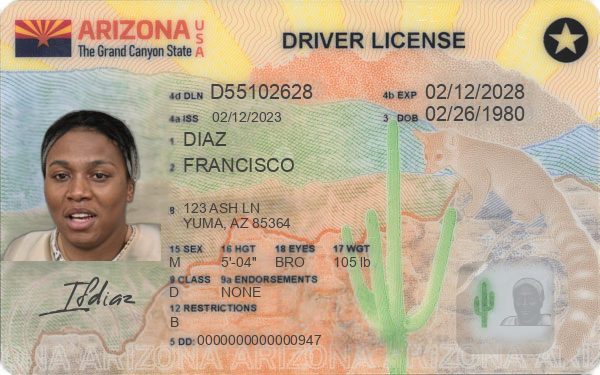 ARIZONA USA
The Grand Canyon State
DRIVER LICENSE
4d DLN D55102628
4b EXP 02/12/2028
4a ISS 02/12/2023
3 DOB 02/26/1980
1 DIAZ
2 FRANCISCO
8 123 ASH LN
YUMA, AZ 85364
15 SEX 16 HGT 18 EYES 17 WGT
M 5'-04" BRO 105 lb
9 CLASS 9a ENDORSEMENTS
D NONE
12 RESTRICTIONS
B
5 DD: 0000000000000947
Ifdiaz
ARIZONA ARIZONA ARIZONA ARIZONA